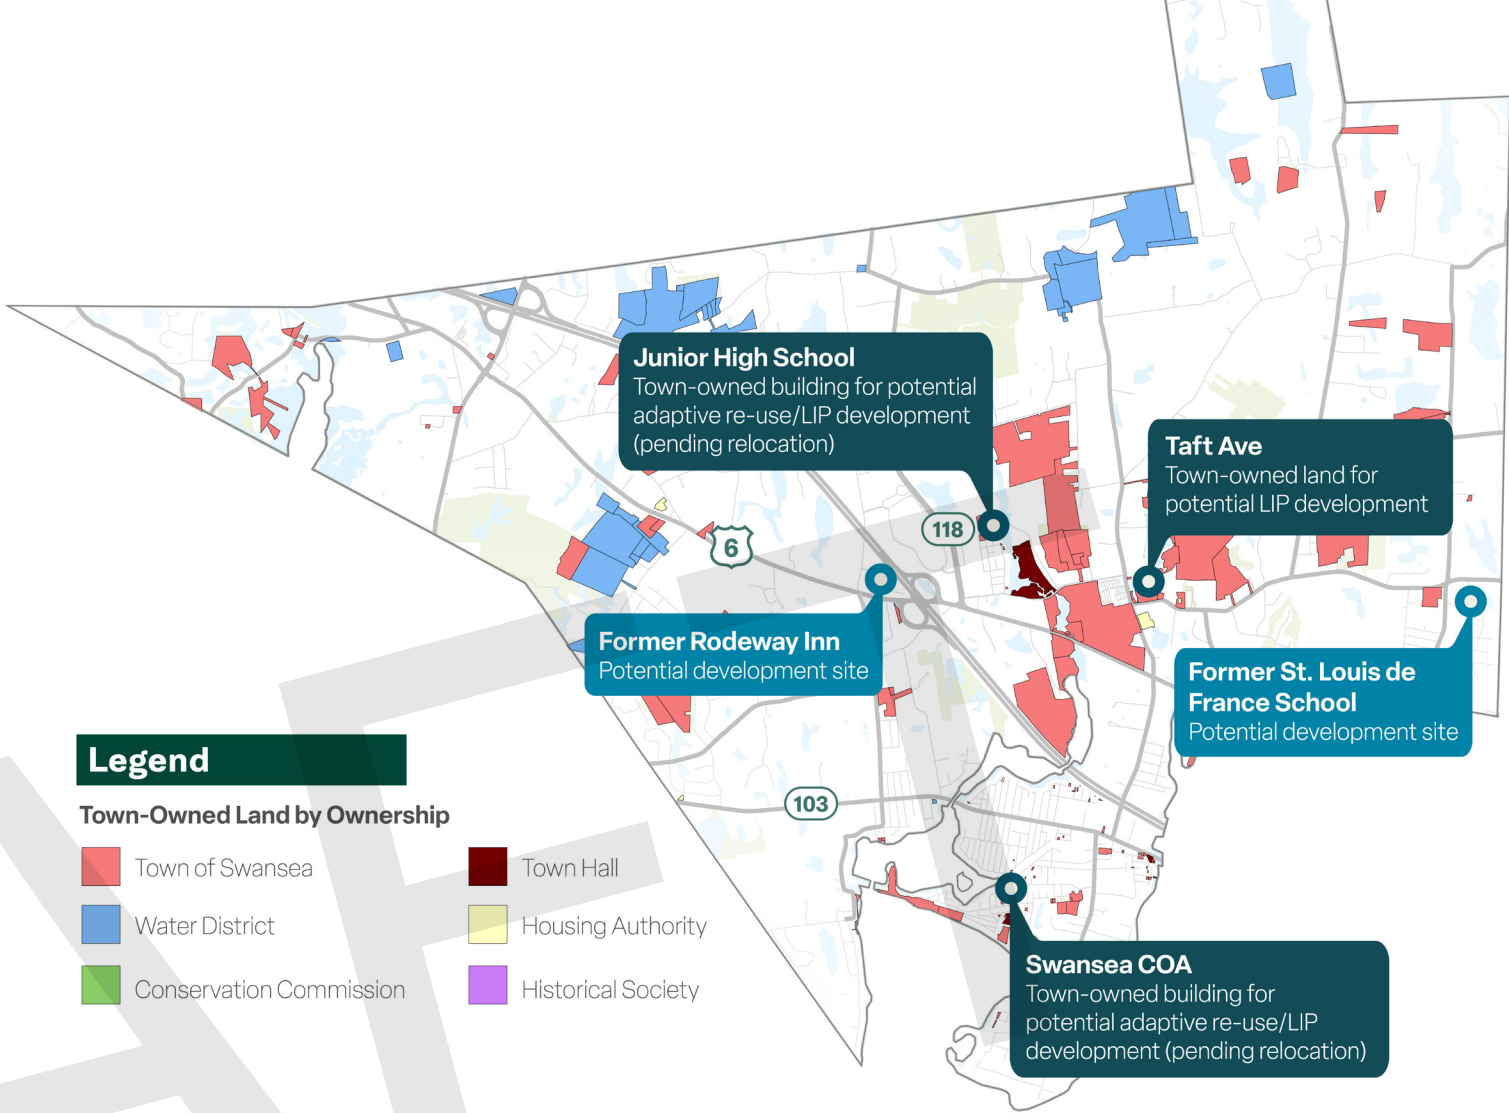 Junior High School
Town-owned building for potential
adaptive re-use/LIP development
(pending relocation)
Taft Ave
Town-owned land for
potential LIP development
118
6
Former Rodeway Inn
Potential development site
Former St. Louis de
France School
Potential development site
103
Swansea COA
Town-owned building for
potential adaptive re-use/LIP
development (pending relocation)
Legend
Town-Owned Land by Ownership
Town of Swansea
Town Hall
Water District
Housing Authority
Conservation Commission
Historical Society